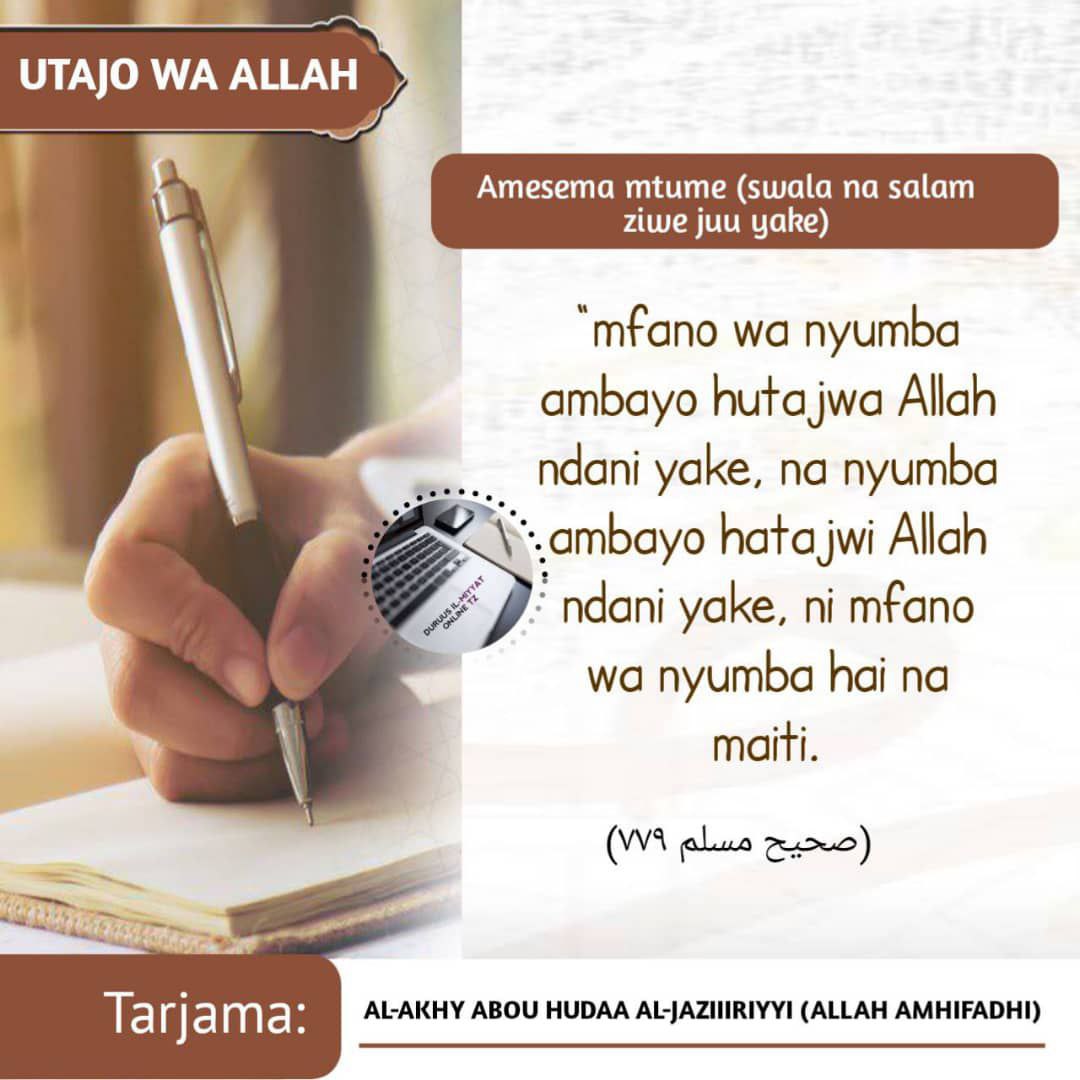 UTAJO WA ALLAH
Amesema mtume (swala na salam
ziwe juu yake)
"mfano wa nyumba
ambayo hutajwa Allah
ndani yake, na nyumba
ambayo hatajwi Allah
ndani yake, ni mfano
wa nyumba hai na
maiti.
(صحيح مسلم ٧٧٩)
DURUUS IL-MIYYAT
ONLINE TZ
Tarjama:
AL-AKHY ABOU HUDAA AL-JAZIIIRIYYI (ALLAH AMHIFADHI)